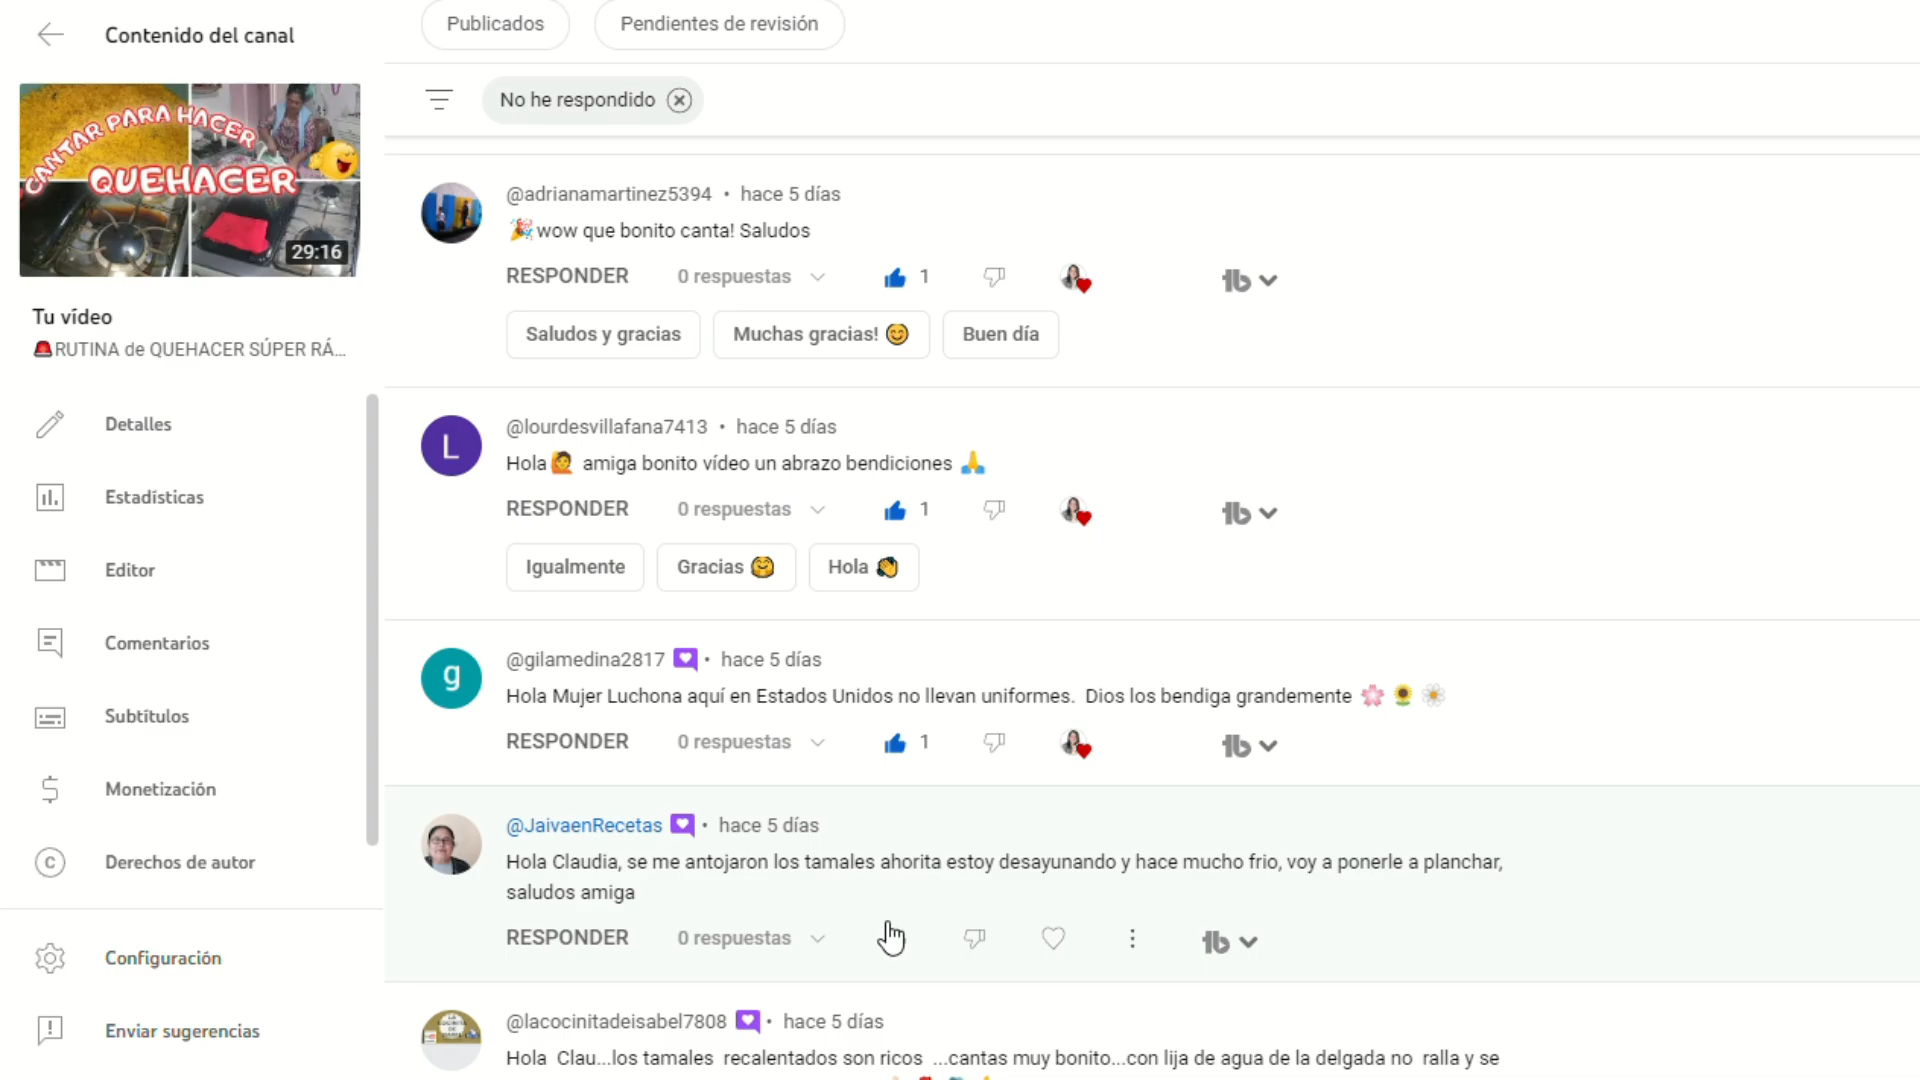 Contenido del canal
Publicados
Pendientes de revisión
No he respondido
CANTAR PARA HACER
QUEHACER
29:16
Tu vídeo
🚨RUTINA de QUEHACER SÚPER RÁ...
Detalles
Estadísticas
Editor
Comentarios
Subtítulos
Monetización
Derechos de autor
Configuración
Enviar sugerencias
@adrianamartinez5394 • hace 5 días
🎉wow que bonito canta! Saludos
RESPONDER 0 respuestas 1
Saludos y gracias Muchas gracias! 😊 Buen día
L
@lourdesvillafana7413 • hace 5 días
Hola🙋 amiga bonito vídeo un abrazo bendiciones 🙏
RESPONDER 0 respuestas 1
Igualmente Gracias 🤗 Hola 👏
g
@gilamedina2817 • hace 5 días
Hola Mujer Luchona aquí en Estados Unidos no llevan uniformes. Dios los bendiga grandemente 🌸 🌻 🌼
RESPONDER 0 respuestas 1
@JaivaenRecetas • hace 5 días
Hola Claudia, se me antojaron los tamales ahorita estoy desayunando y hace mucho frio, voy a ponerle a planchar,
saludos amiga
RESPONDER 0 respuestas
@lacocinitadeisabel7808 • hace 5 días
Hola Clau...los tamales recalentados son ricos ...cantas muy bonito...con lija de agua de la delgada no ralla y se